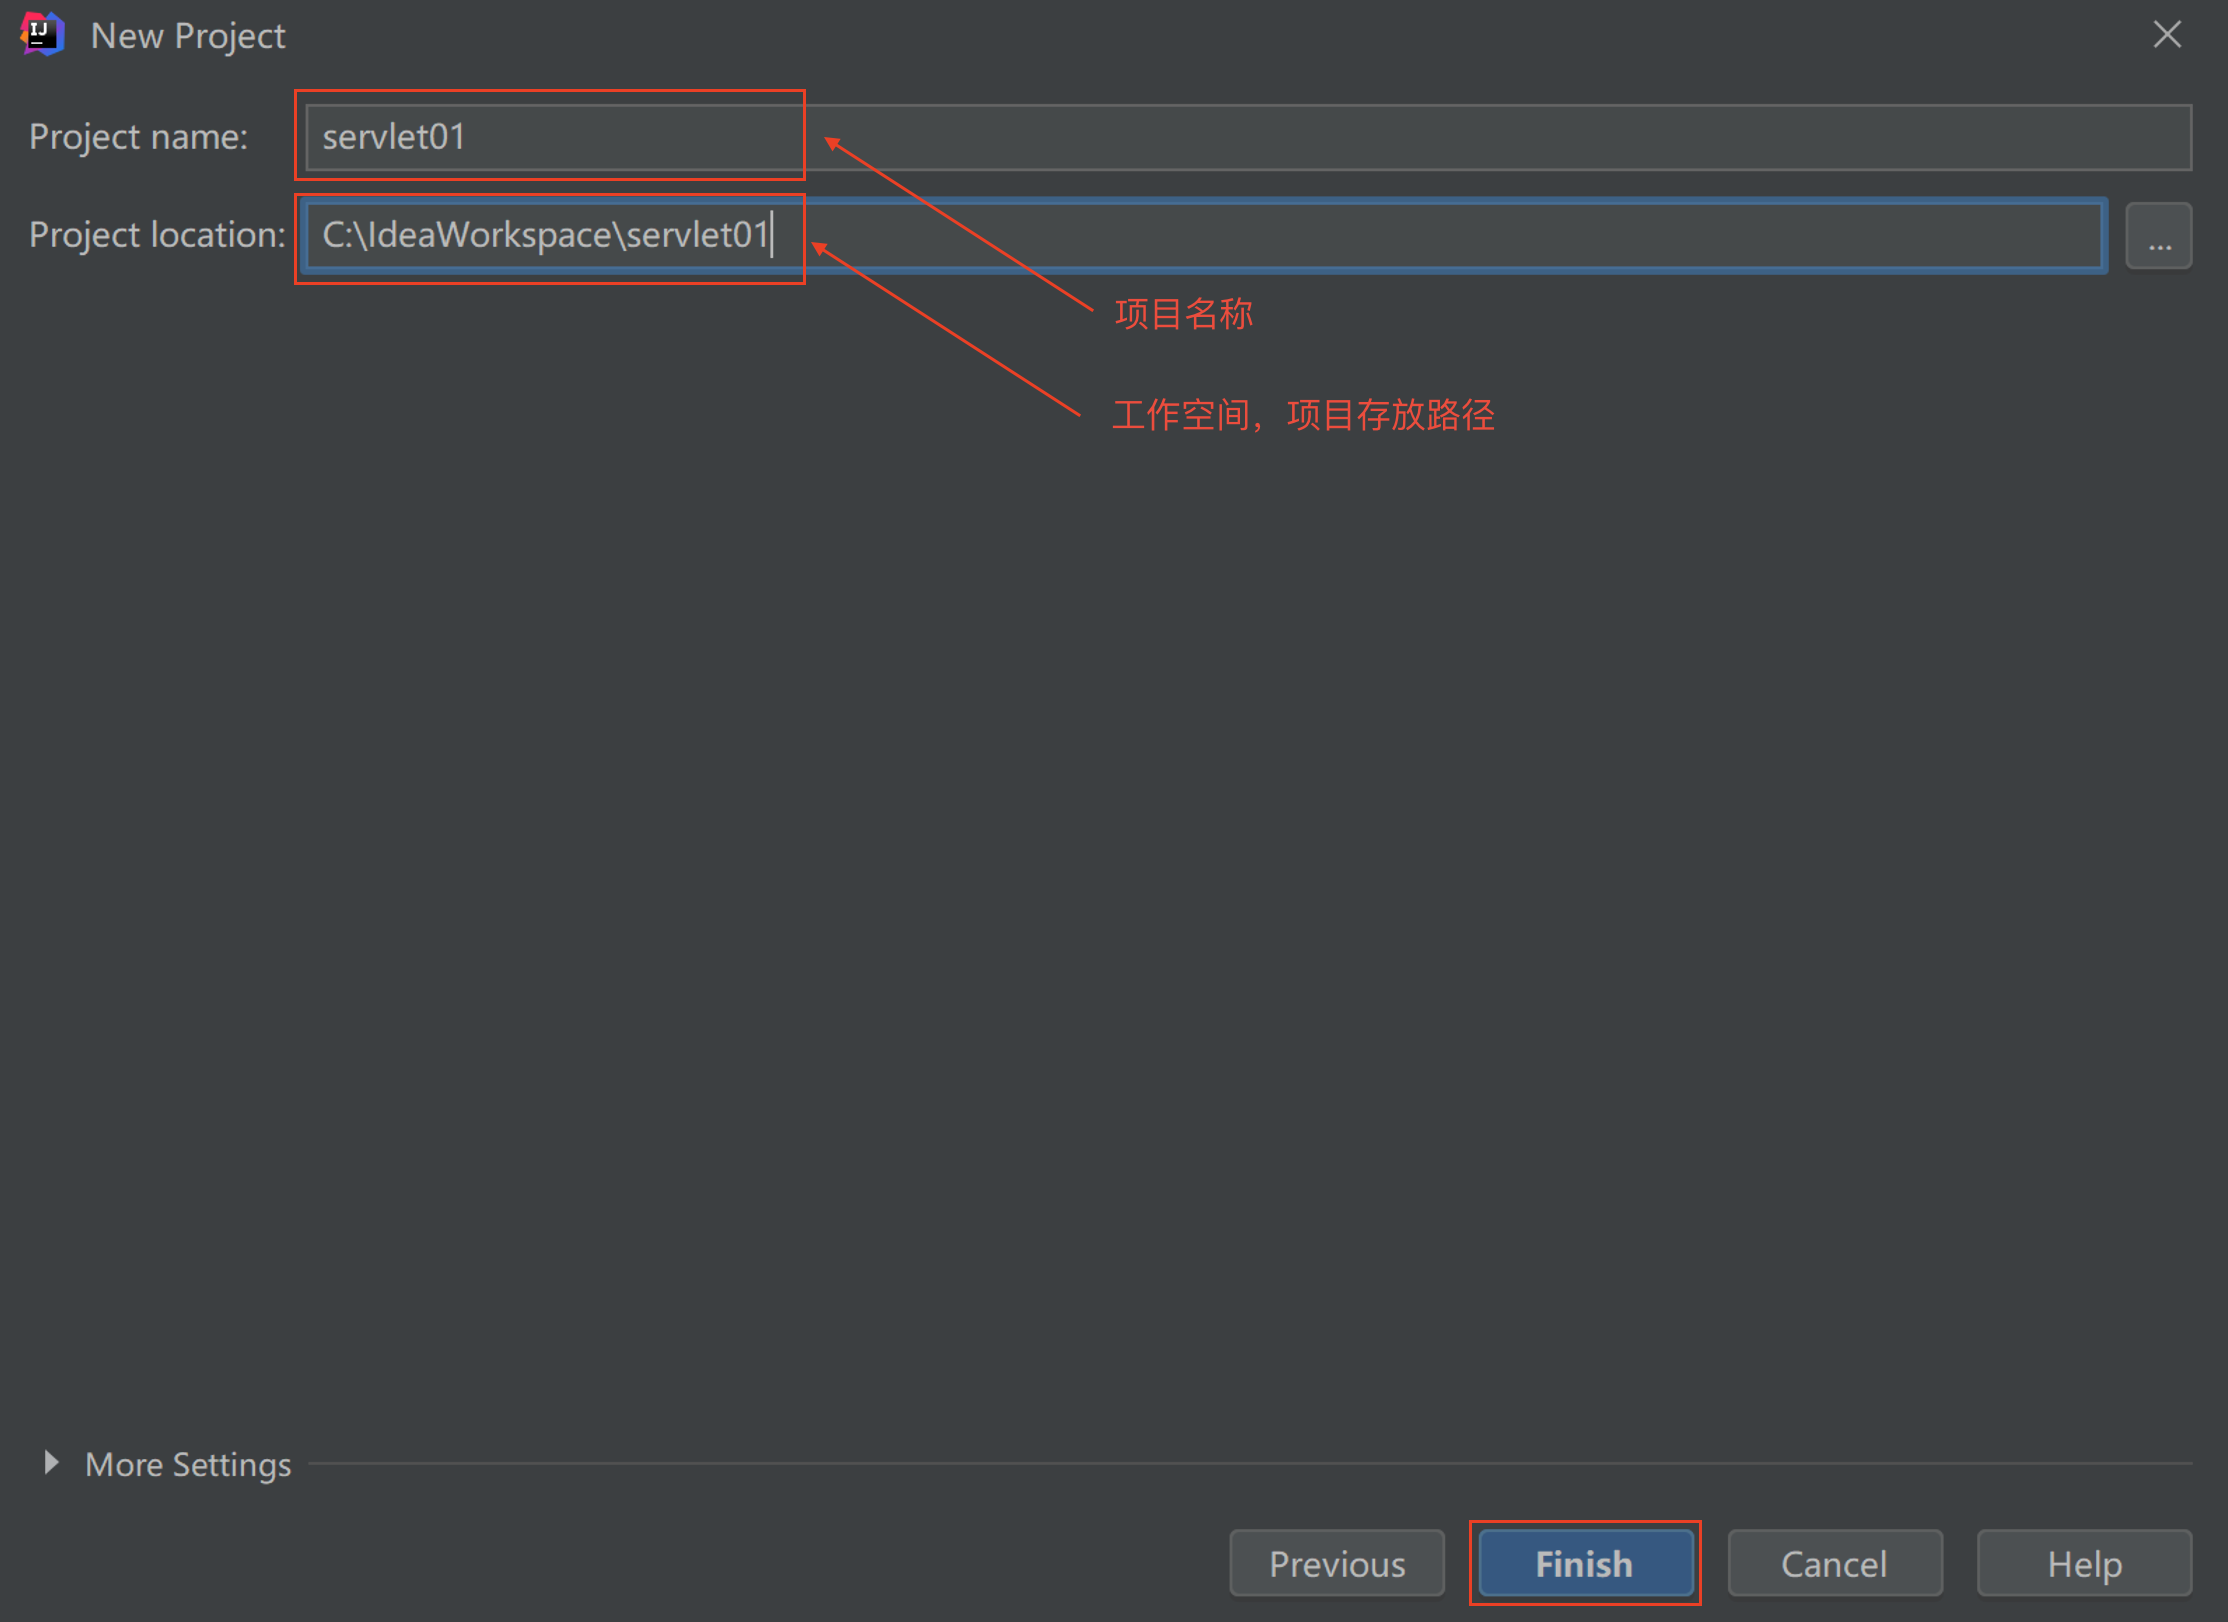 IJ
New Project
Project name: servlet01
Project location: C:\IdeaWorkspace\servlet01 ...
项目名称
工作空间，项目存放路径
More Settings
Previous Finish Cancel Help